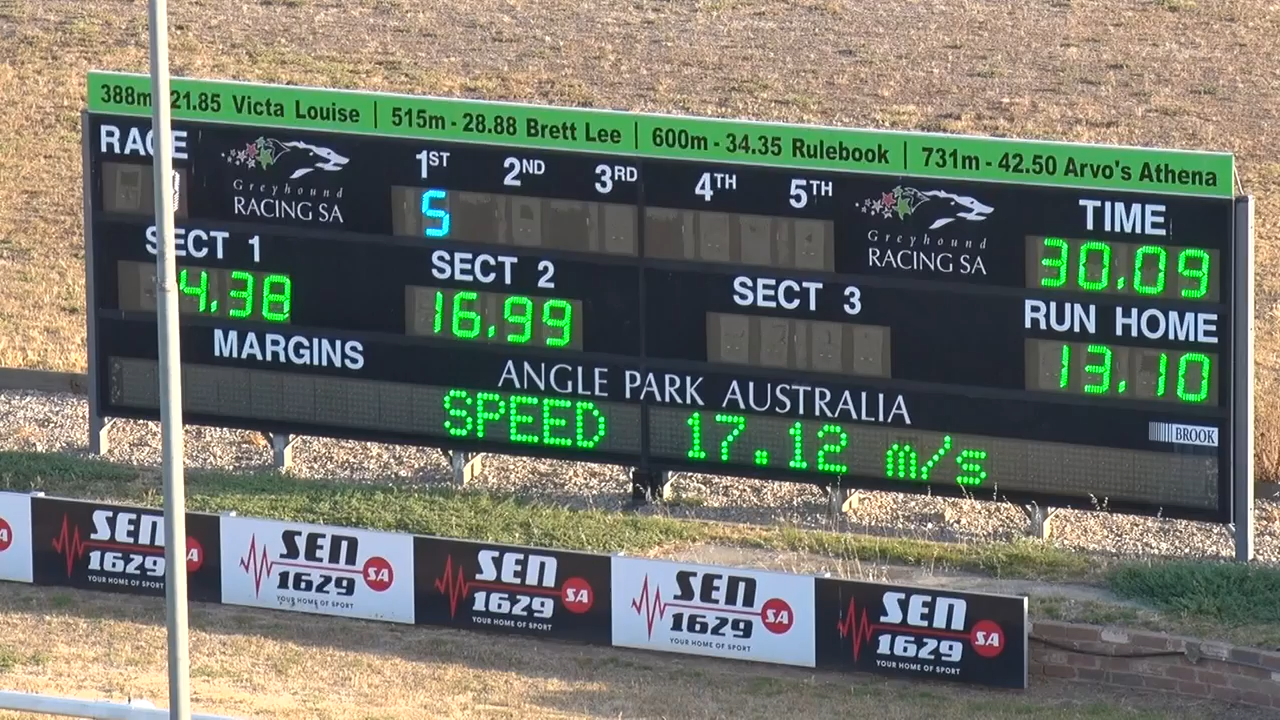 388m 21.85 Victa Louise | 515m - 28.88 Brett Lee | 600m - 34.35 Rulebook | 731m - 42.50 Arvo's Athena
RACE
Greyhound
RACING SA
1ST 2ND 3RD 4TH 5TH
5
Greyhound
RACING SA
TIME
30.09
SECT 1
4.38
SECT 2
16.99
SECT 3
RUN HOME
13.10
MARGINS
ANGLE PARK AUSTRALIA
SPEED 17.12 m/s
BROOK
A
SEN
1629
A
YOUR HOME OF SPORT
SEN
1629
SA
YOUR HOME OF SPORT
SEN
1629
SA
YOUR HOME OF SPORT
SEN
1629
SA
YOUR HOME OF SPORT
SEN
1629
SA
YOUR HOME OF SPORT